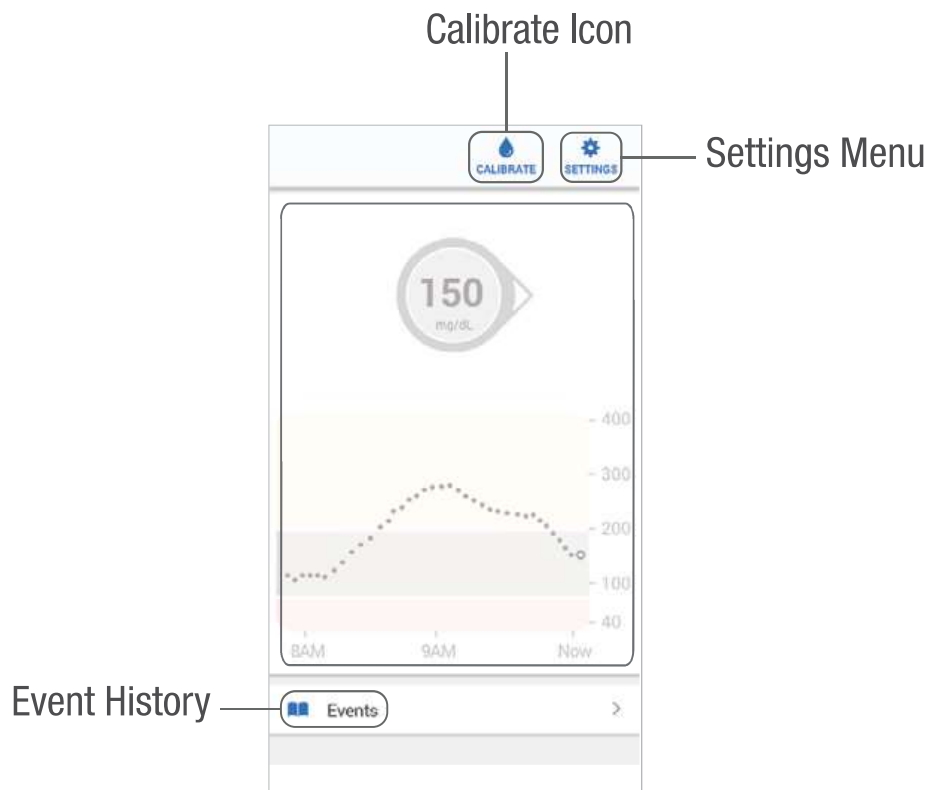 Calibrate Icon
CALIBRATE
SETTINGS
Settings Menu
150
mg/dL
400
300
200
100
40
8AM 9AM Now
Event History
Events